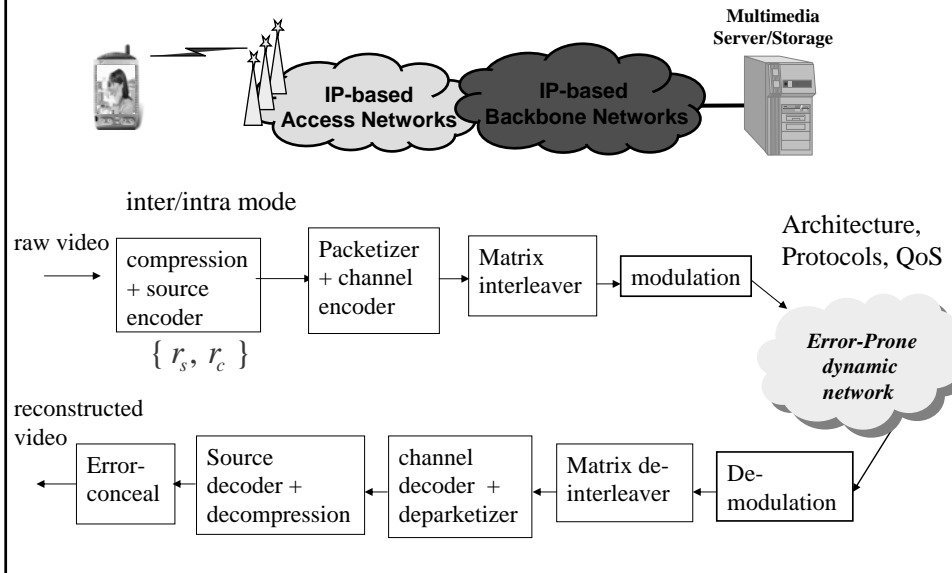 Multimedia
Server/Storage
IP-based
Access Networks
IP-based
Backbone Networks
inter/intra mode
raw video
compression
+ source
encoder
Packetizer
+ channel
encoder
Matrix
interleaver
modulation
Architecture,
Protocols, QoS
{ r_s, r_c }
Error-Prone
dynamic
network
reconstructed
video
Error-
conceal
Source
decoder +
decompression
channel
decoder +
deparketizer
Matrix de-
interleaver
De-
modulation